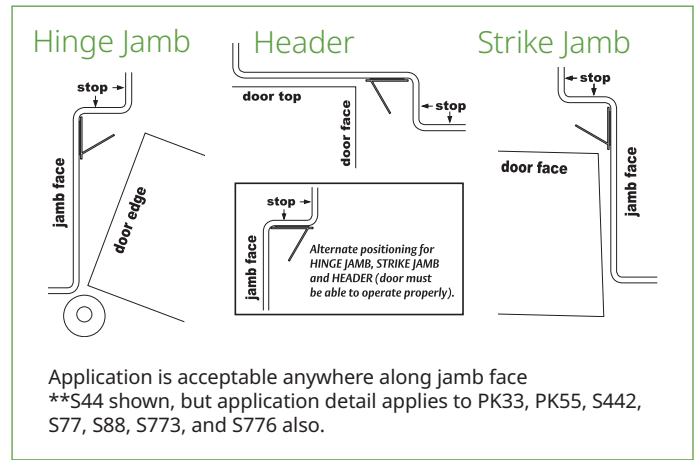 Hinge Jamb
stop
jamb face
door edge
Header
door top
door face
stop
stop
jamb face
Alternate positioning for
HINGE JAMB, STRIKE JAMB
and HEADER (door must
be able to operate properly).
Strike Jamb
stop
door face
jamb face
Application is acceptable anywhere along jamb face
**S44 shown, but application detail applies to PK33, PK55, S442,
S77, S88, S773, and S776 also.